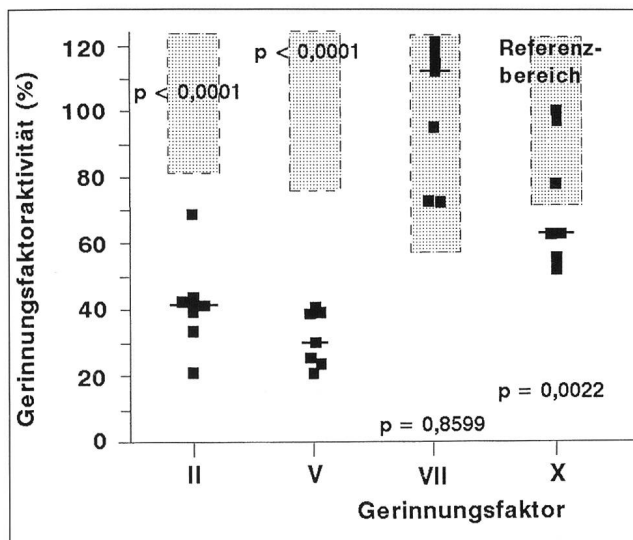 Gerinnungsfaktoraktivität (%)
120
100
80
60
40
20
0
p < 0,0001
p < 0,0001
Referenz-
bereich
p = 0,8599
p = 0,0022
II
V
VII
X
Gerinnungsfaktor